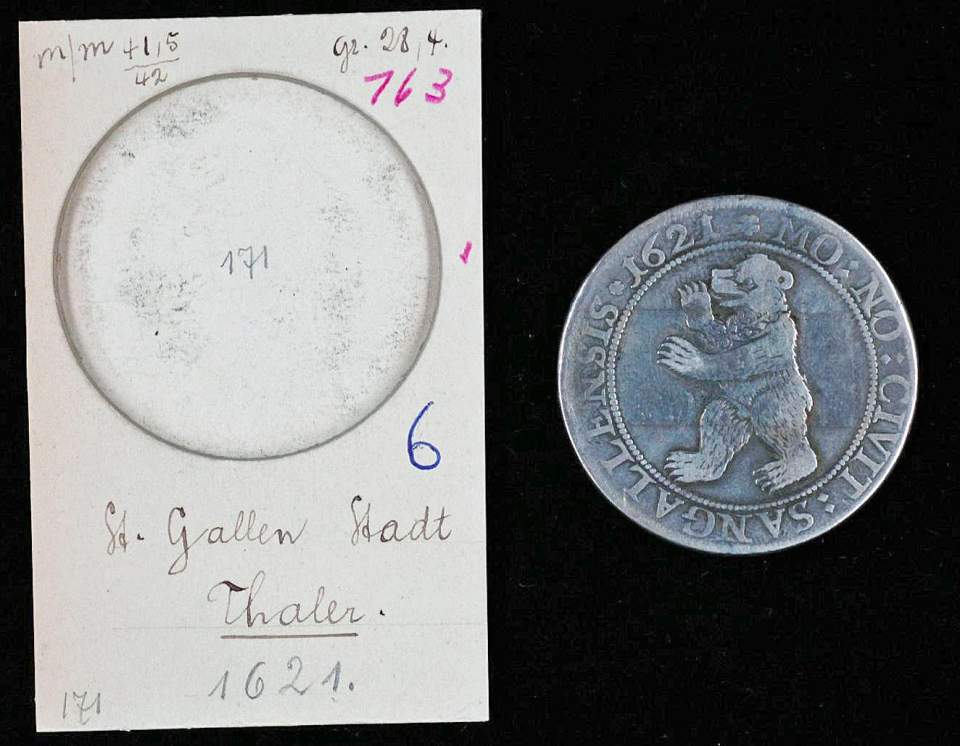 m/m 41,5
42
gr. 28,4.
763
171
6
St. Gallen Stadt
Thaler.
1621.
171
MO: NO: CIVIT: SANGALLENSIS • 1621